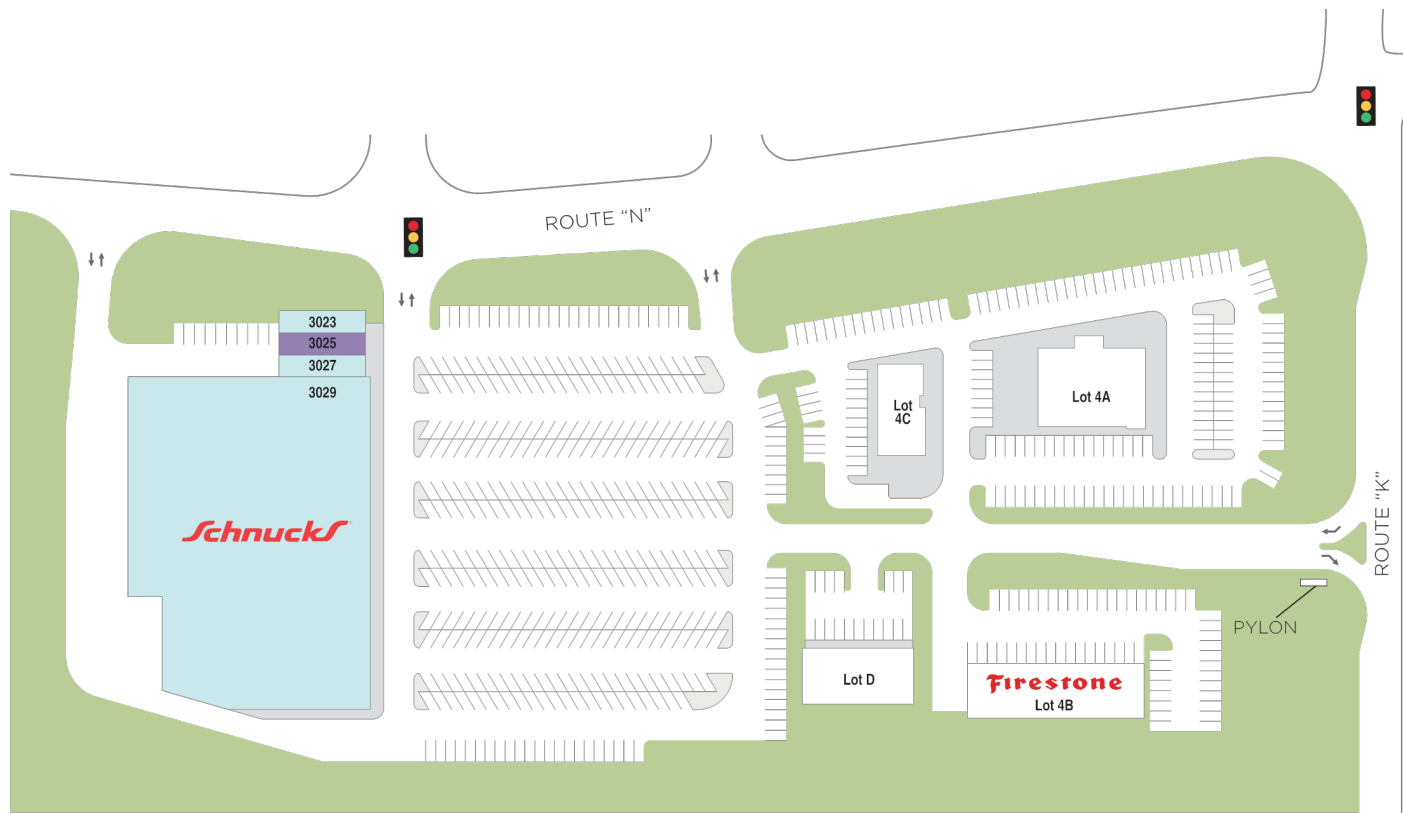 ROUTE “N”
3023
3025
3027
3029
Lot
4C
Lot 4A
Schnucks
ROUTE “K”
PYLON
Lot D
Firestone
Lot 4B